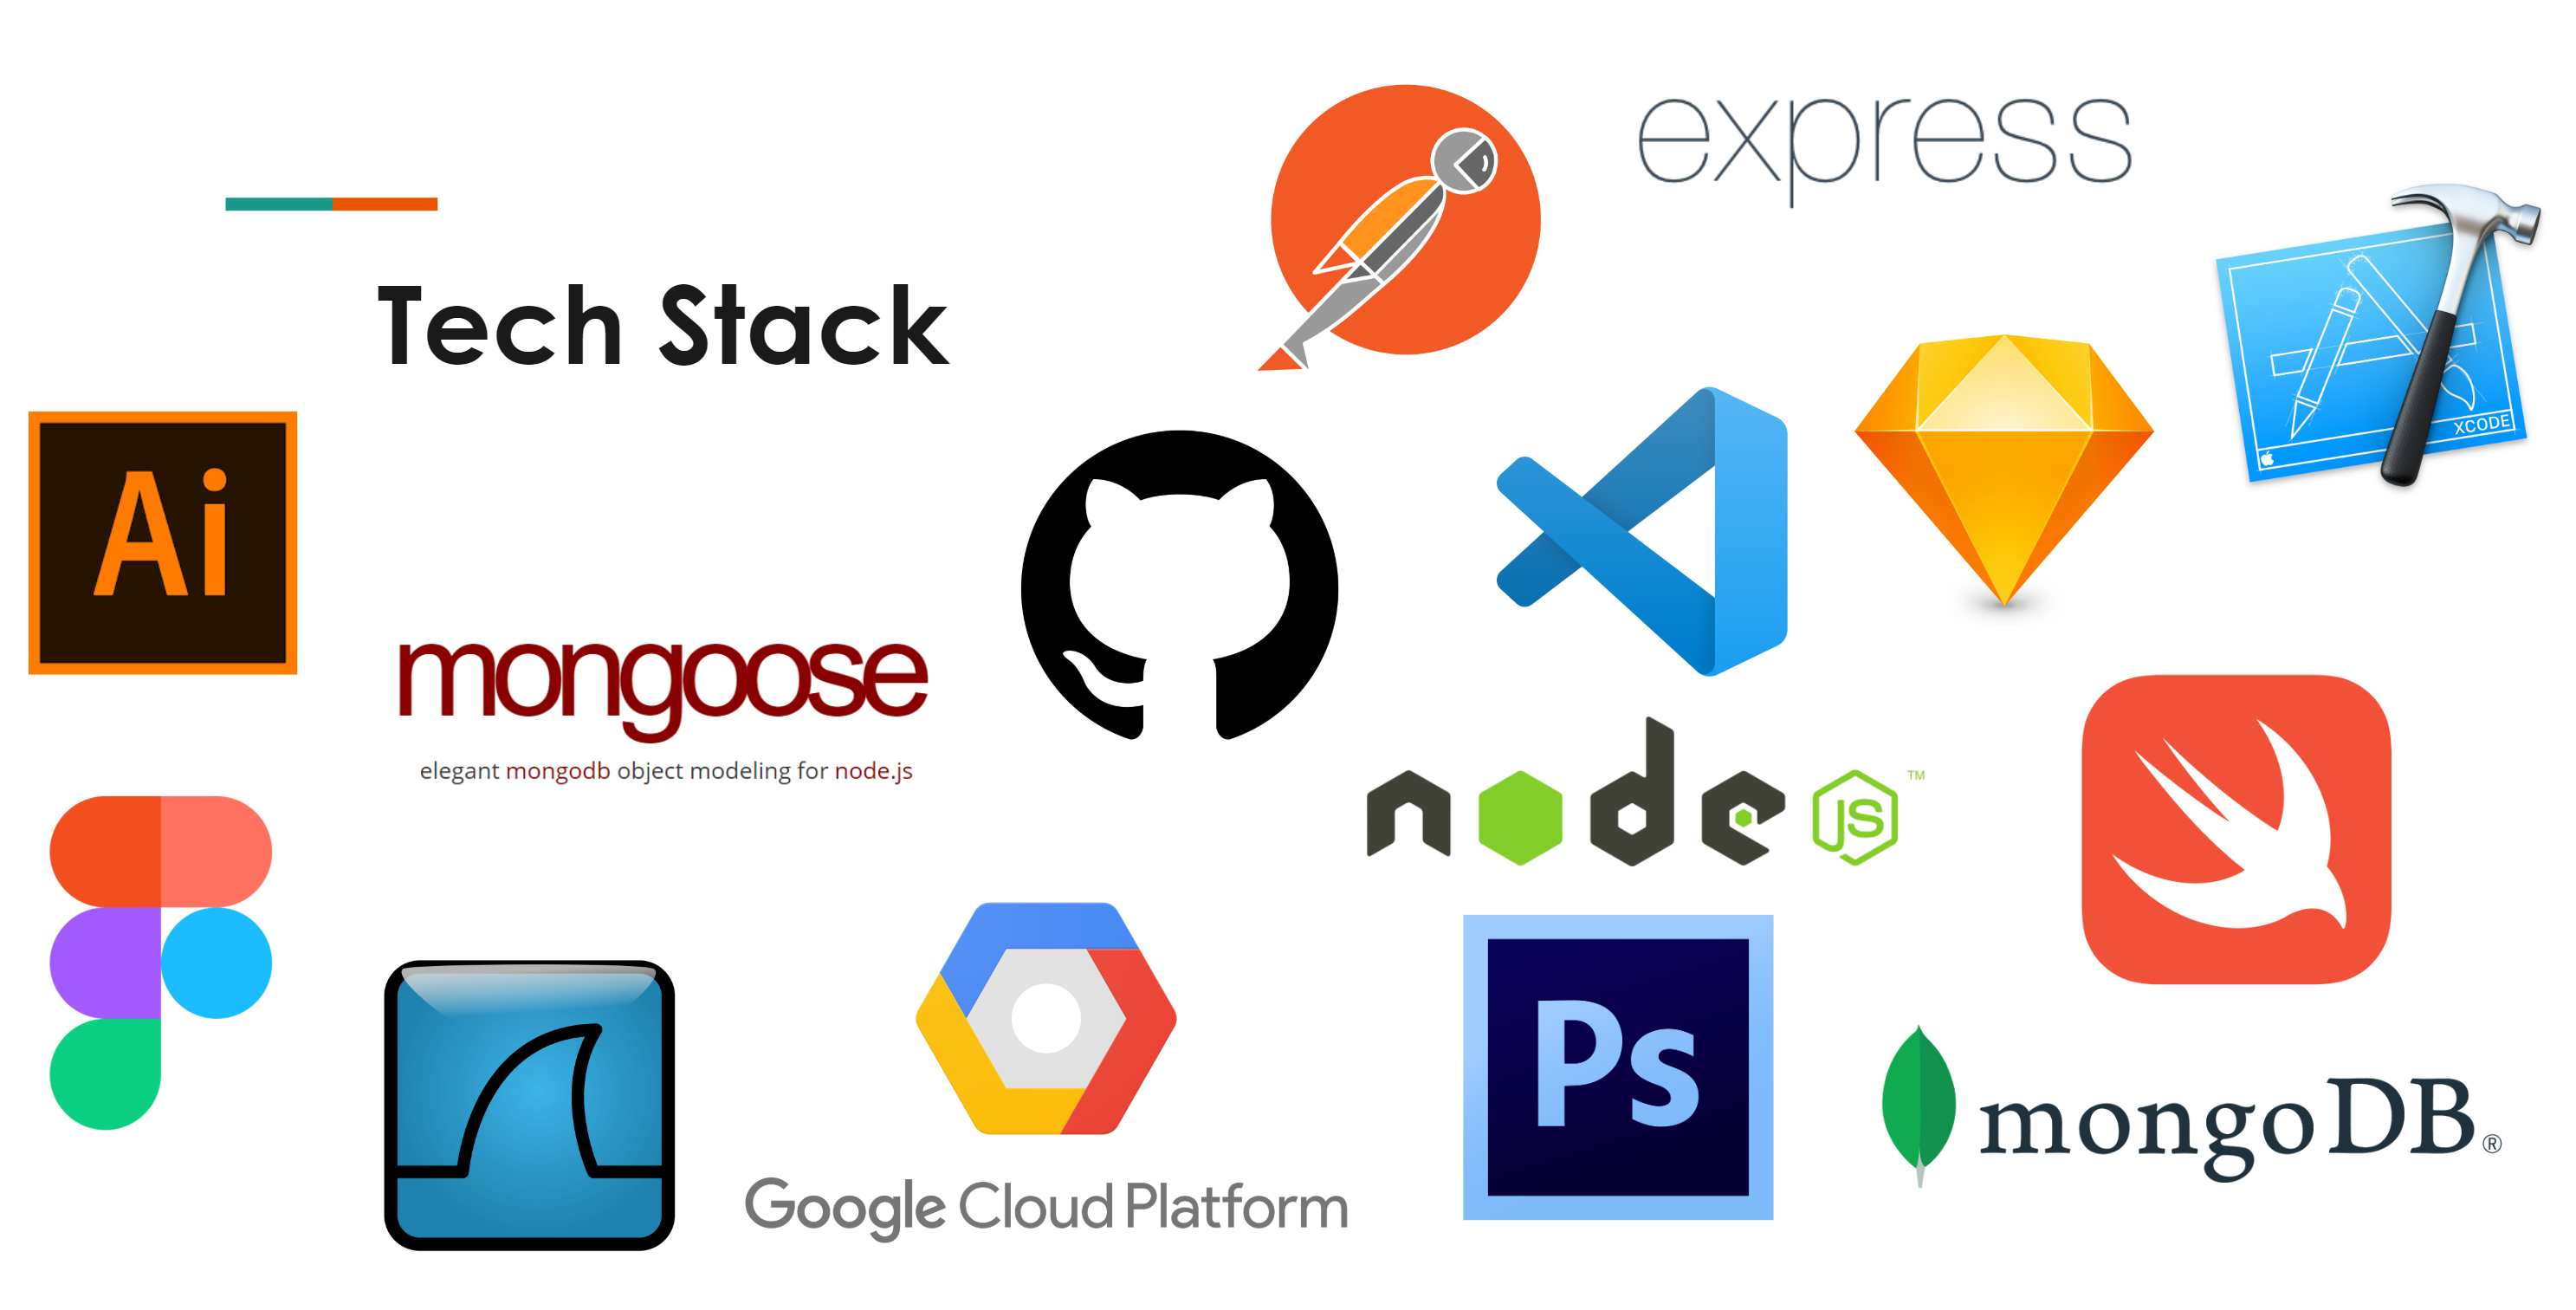 Tech Stack
express
XCODE
Ai
mongoose
elegant mongodb object modeling for node.js
node JS ™
Ps
Google Cloud Platform
mongoDB®